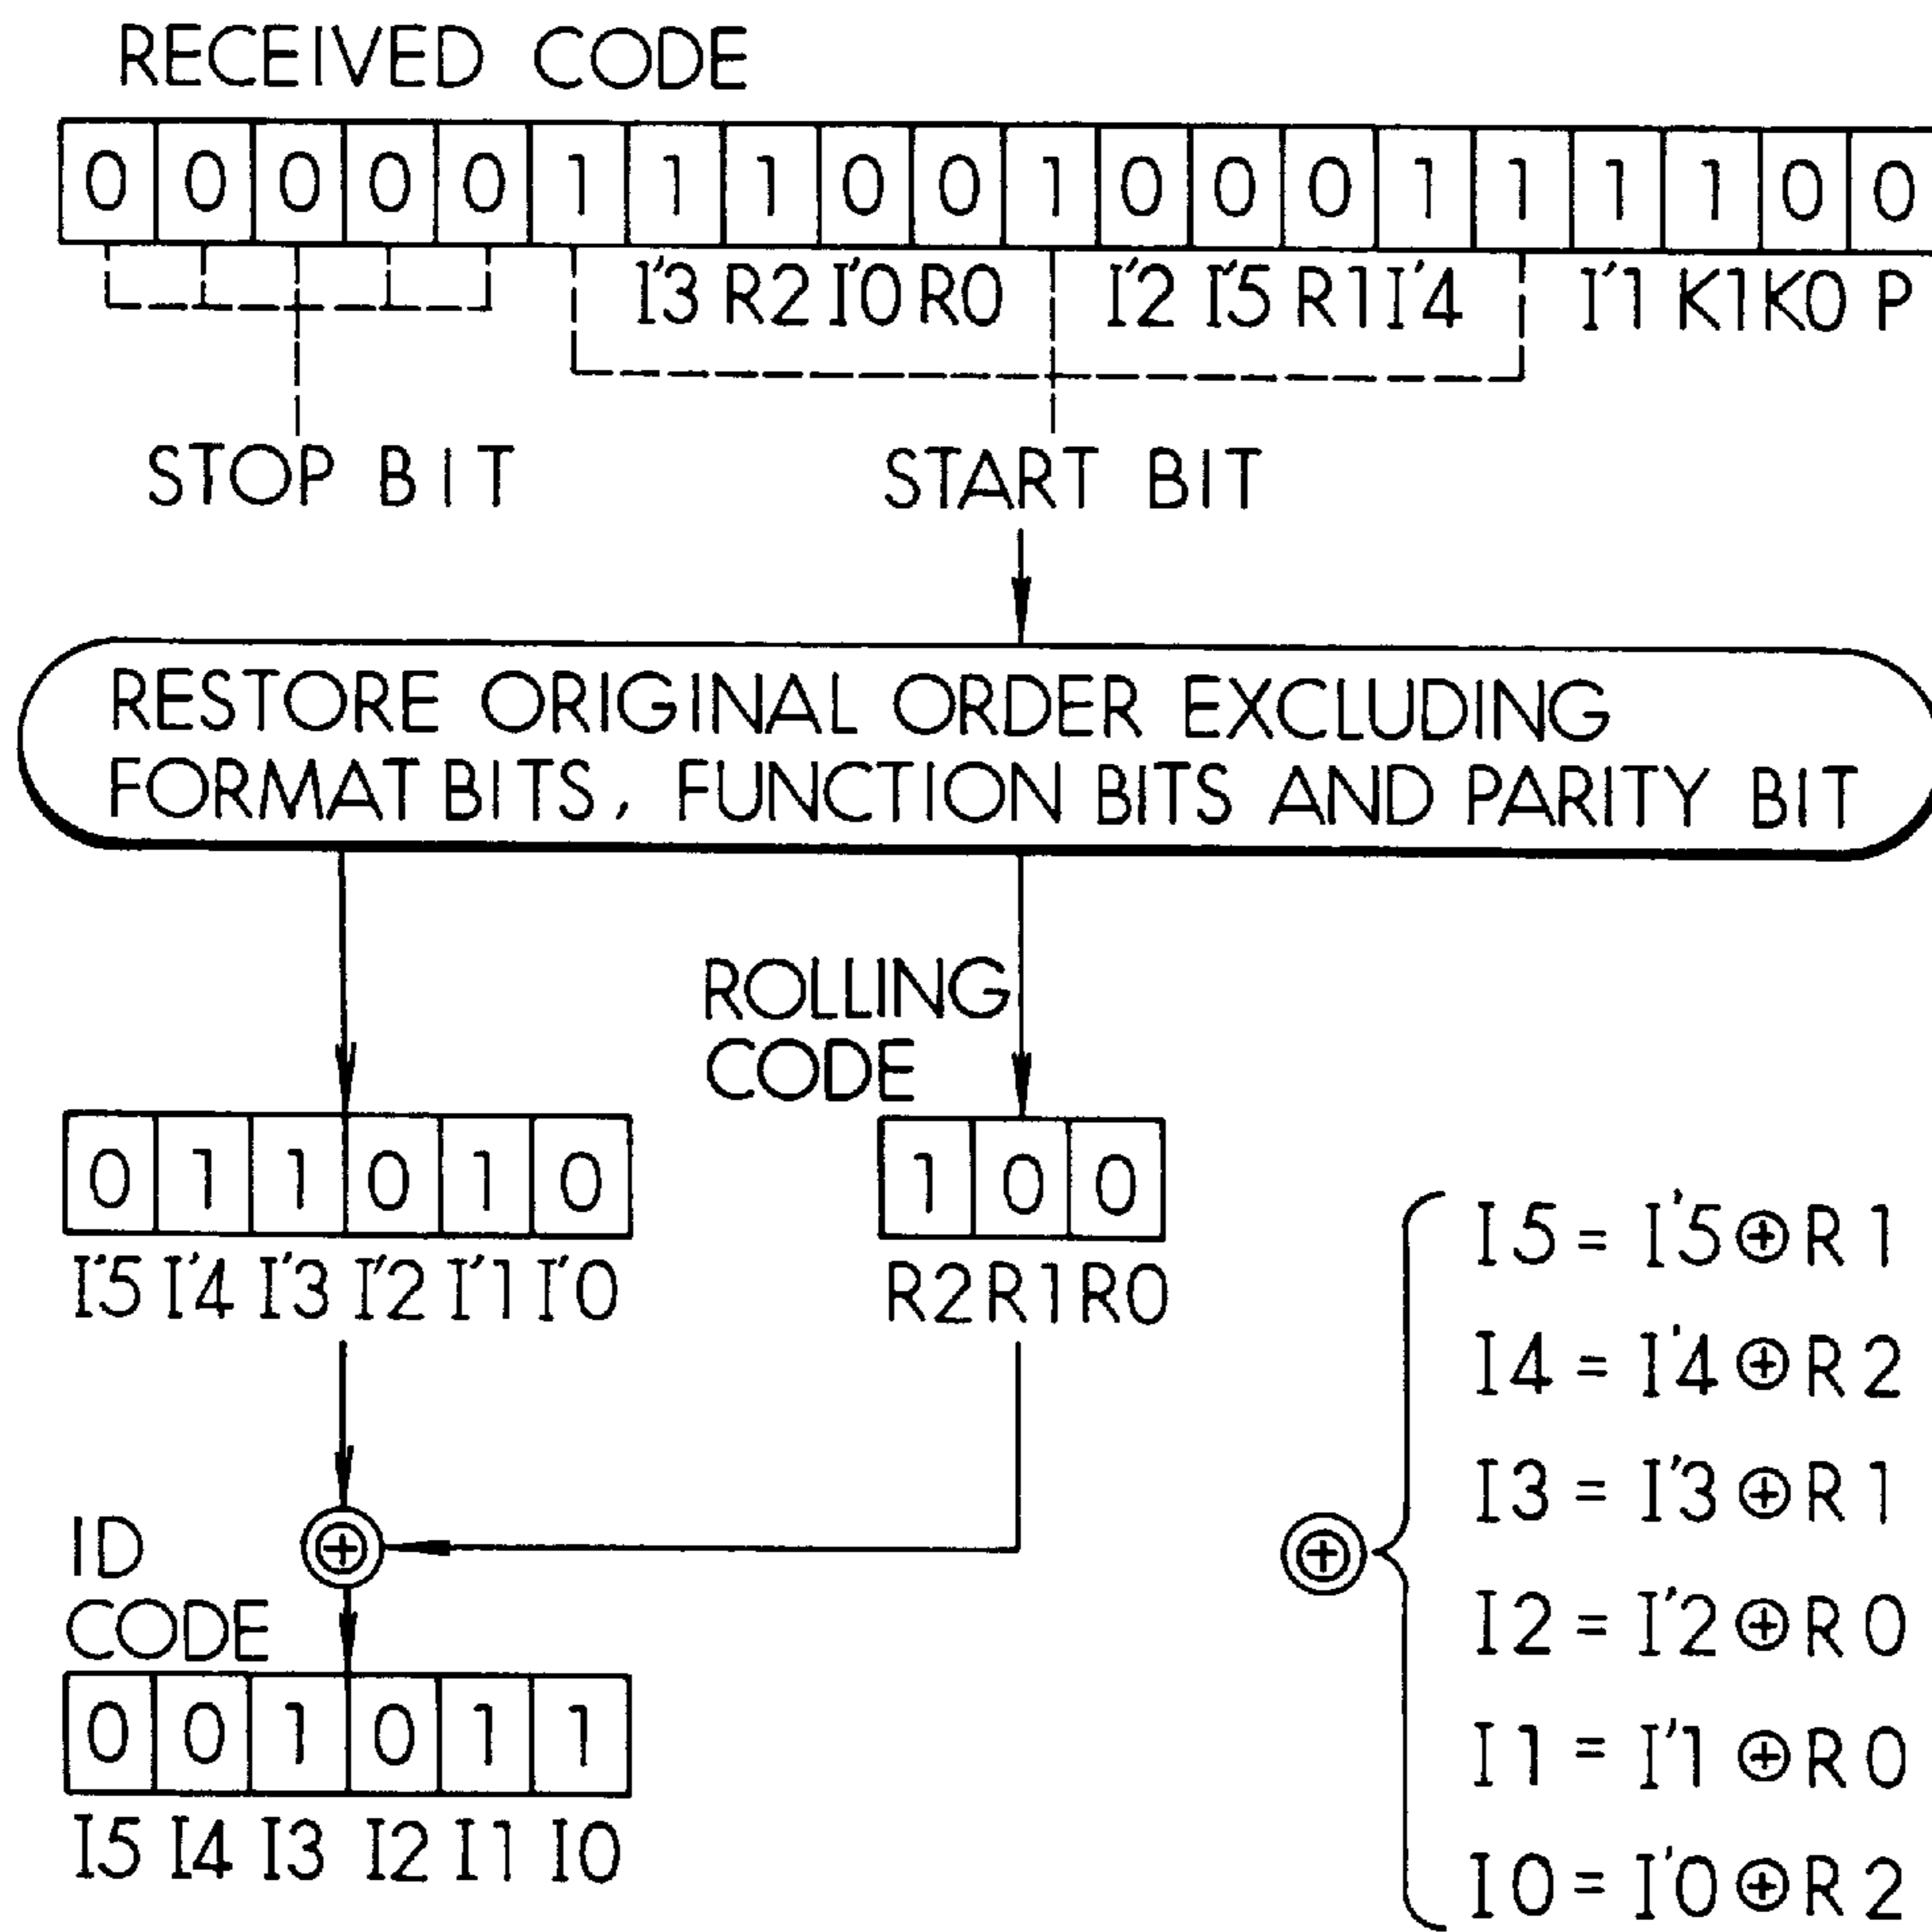 RECEIVED CODE
0 0 0 0 0 1 1 1 0 0 1 0 0 0 1 1 1 1 0 0
I'3 R2 I'0 R0 I'2 I'5 R1 I'4 I'1 K1 K0 P
STOP BIT START BIT
RESTORE ORIGINAL ORDER EXCLUDING
FORMAT BITS, FUNCTION BITS AND PARITY BIT
ROLLING
CODE
0 1 1 0 1 0
I'5 I'4 I'3 I'2 I'1 I'0
1 0 0
R2 R1 R0
⊕
ID
CODE
0 0 1 0 1 1
I5 I4 I3 I2 I1 I0
⊕
I5 = I'5 ⊕ R1
I4 = I'4 ⊕ R2
I3 = I'3 ⊕ R1
I2 = I'2 ⊕ R0
I1 = I'1 ⊕ R0
I0 = I'0 ⊕ R2